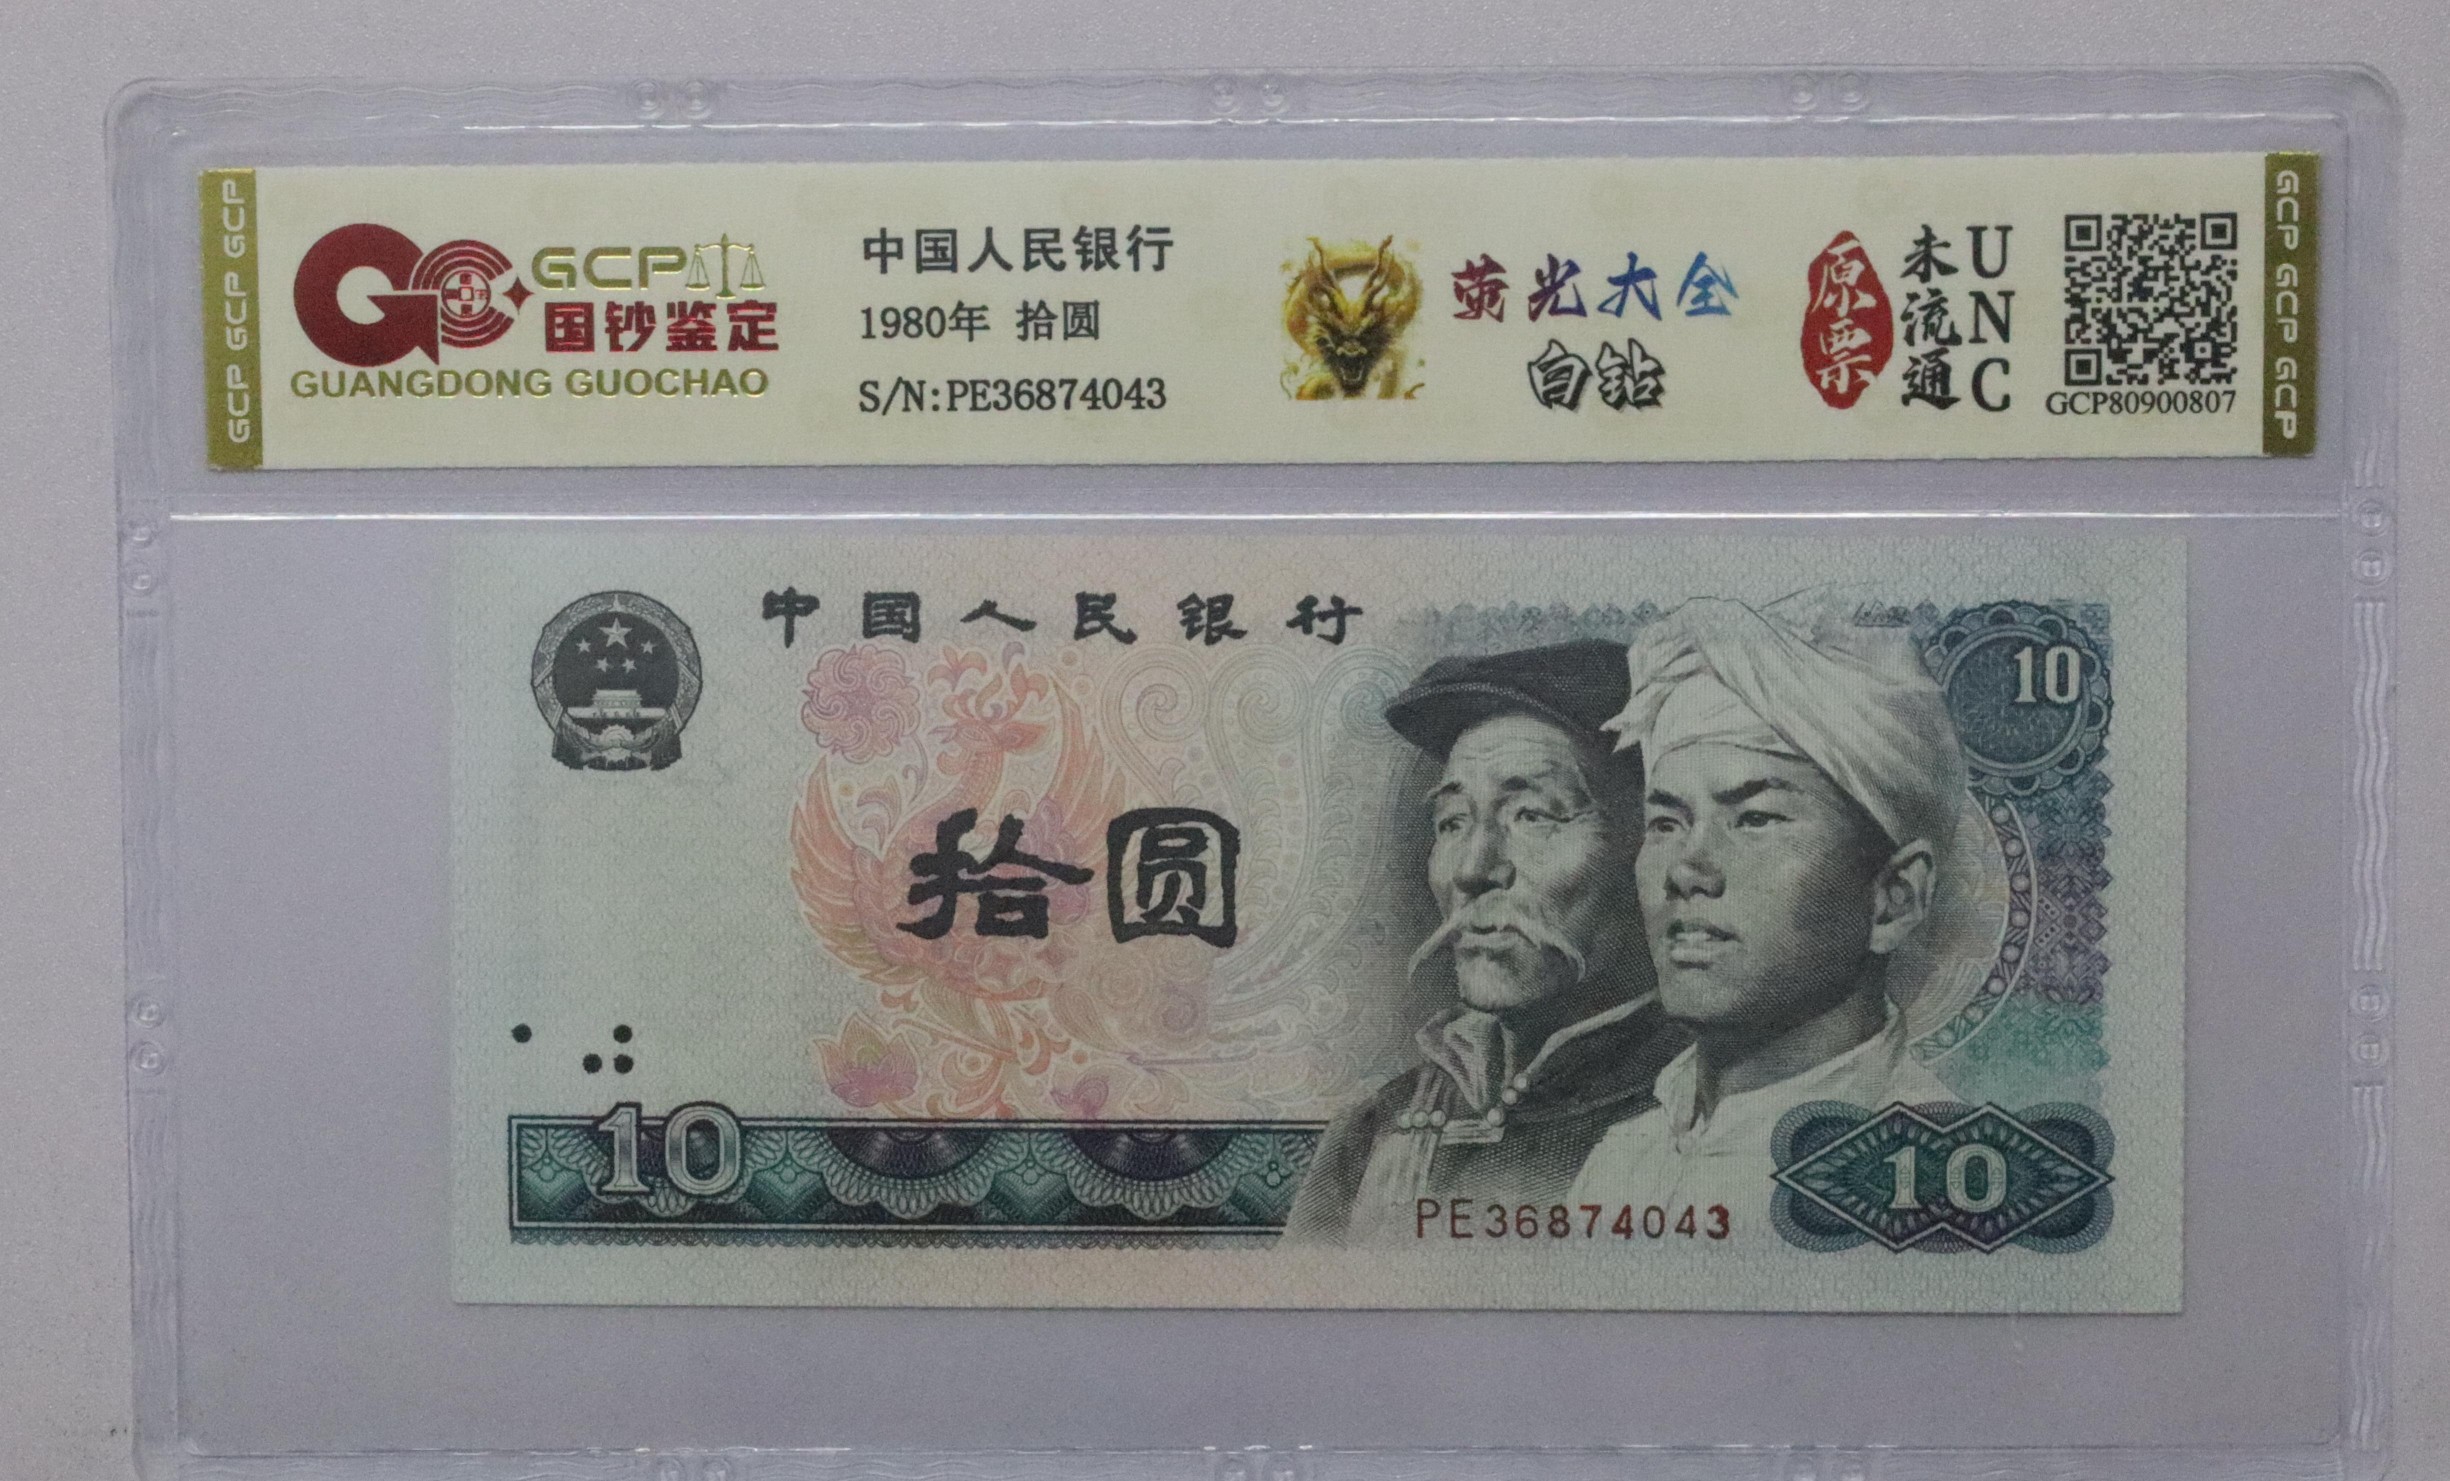 GCP GCP GCP
GCP
国钞鉴定
GUANGDONG GUOCHAO
中国人民银行
1980年 拾圆
S/N:PE36874043
荧光大全
白钻
原票
未流通
UNC
GCP80900807
GCP GCP GCP
中国人民银行
10
拾圆
10
PE36874043
10